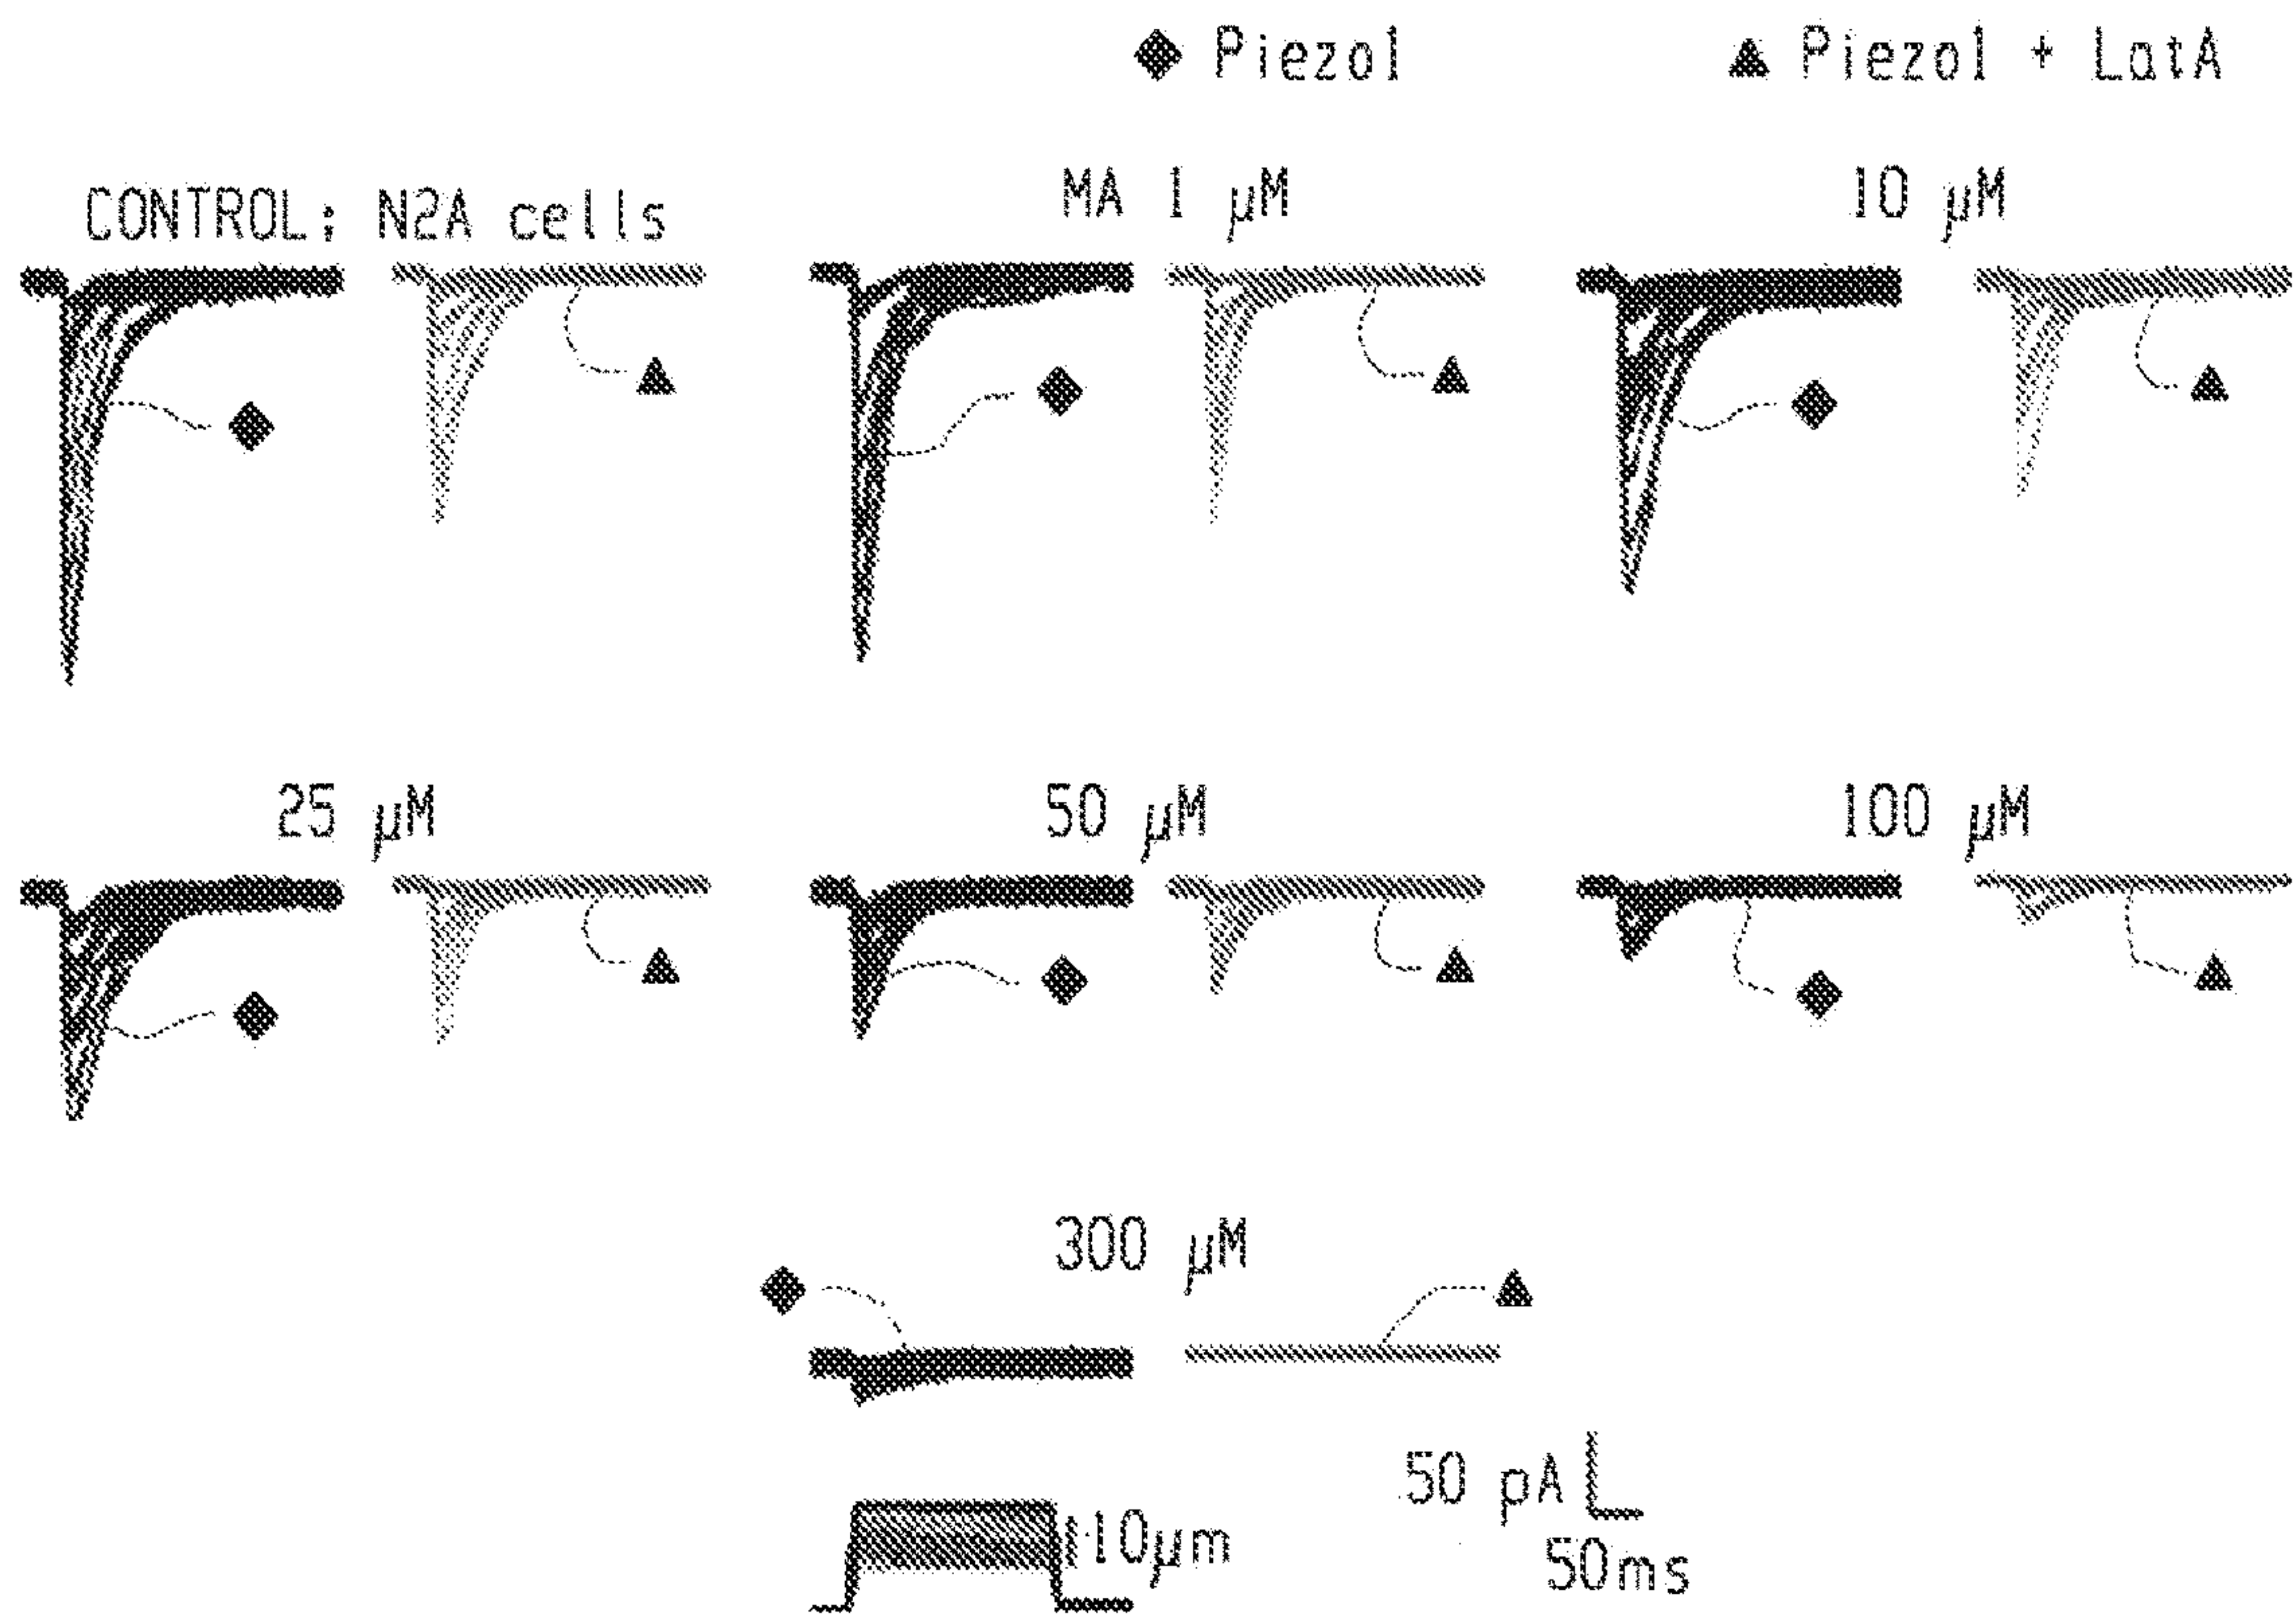 ◆ Piezo1 ▲ Piezo1 + LatA
CONTROL: N2A cells
MA 1 µM
10 µM
25 µM
50 µM
100 µM
300 µM
50 pA
10µm
50ms